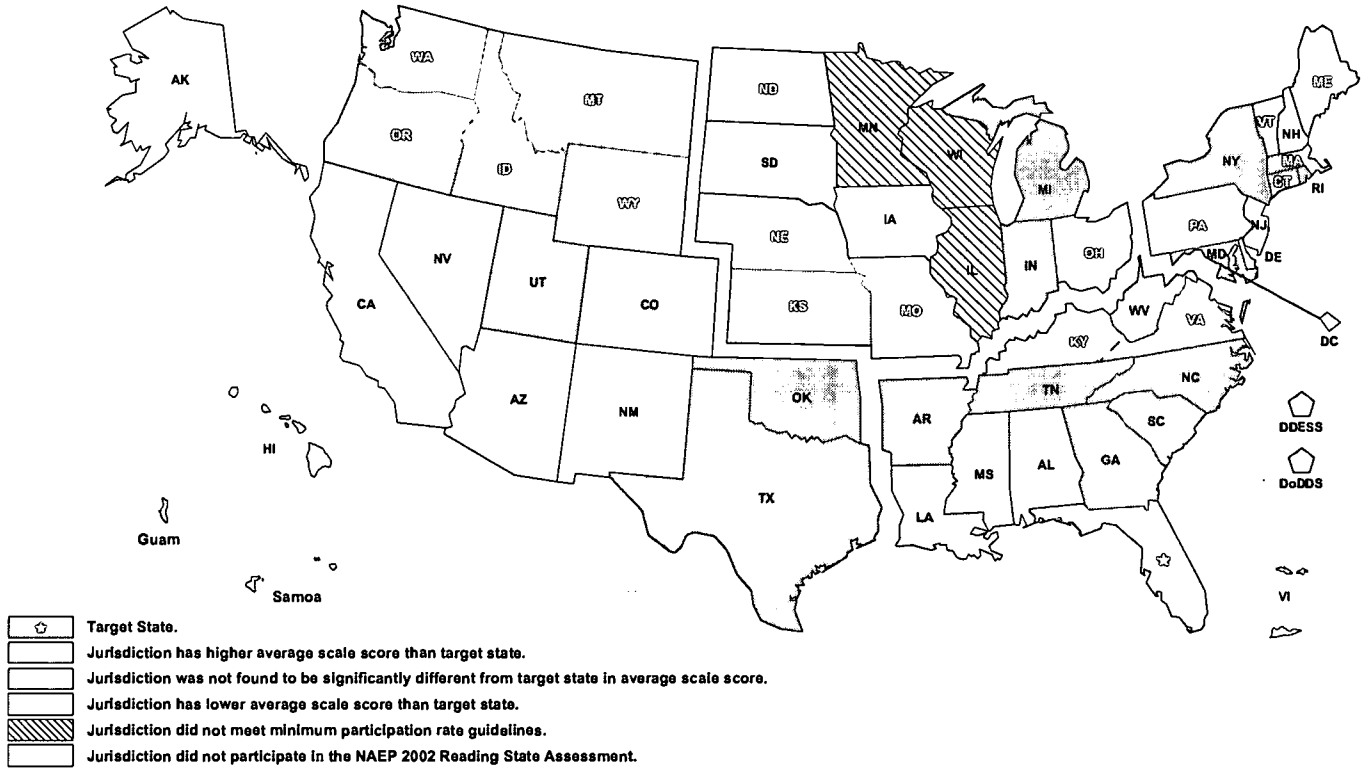 AK
WA
MT
ND
MN
ME
VT
NH
OR
ID
SD
WI
MI
NY
MA
CT
RI
WY
IA
NE
PA
NJ
NV
UT
CO
IL
IN
OH
MD
DE
CA
KS
MO
WV
VA
KY
DC
AZ
NM
OK
TN
NC
AR
SC
DDESS
HI
MS
AL
GA
DoDDS
TX
LA
Guam
Samoa
VI
Target State.
Jurisdiction has higher average scale score than target state.
Jurisdiction was not found to be significantly different from target state in average scale score.
Jurisdiction has lower average scale score than target state.
Jurisdiction did not meet minimum participation rate guidelines.
Jurisdiction did not participate in the NAEP 2002 Reading State Assessment.